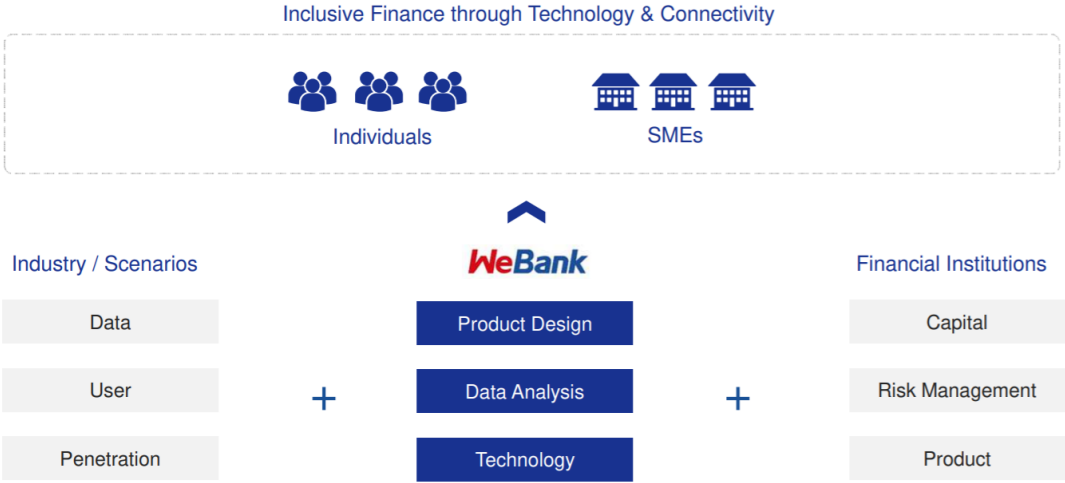 Inclusive Finance through Technology & Connectivity
Individuals
SMEs
WeBank
Industry / Scenarios
Data
User
Penetration
Product Design
Data Analysis
Technology
Financial Institutions
Capital
Risk Management
Product
+
+